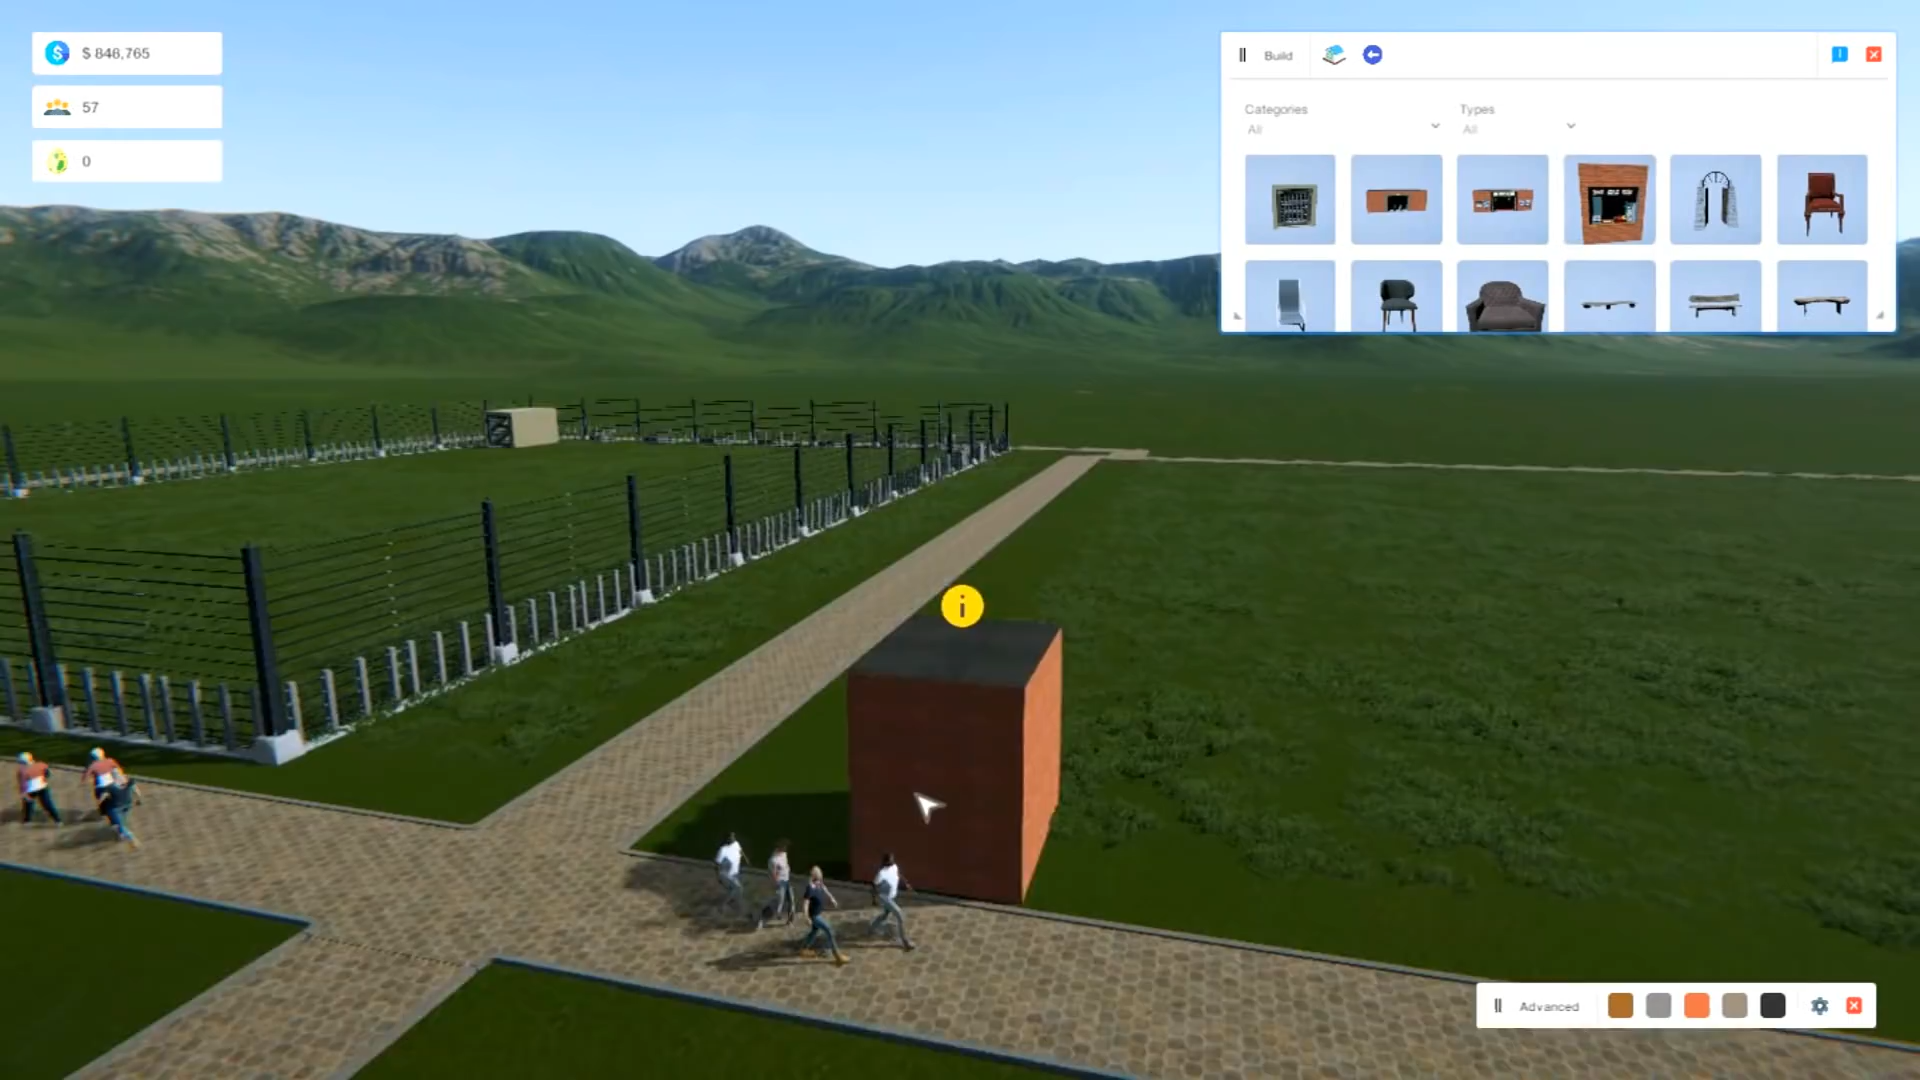 $ 846,765
57
0
Build
Categories
All
Types
All
Advanced